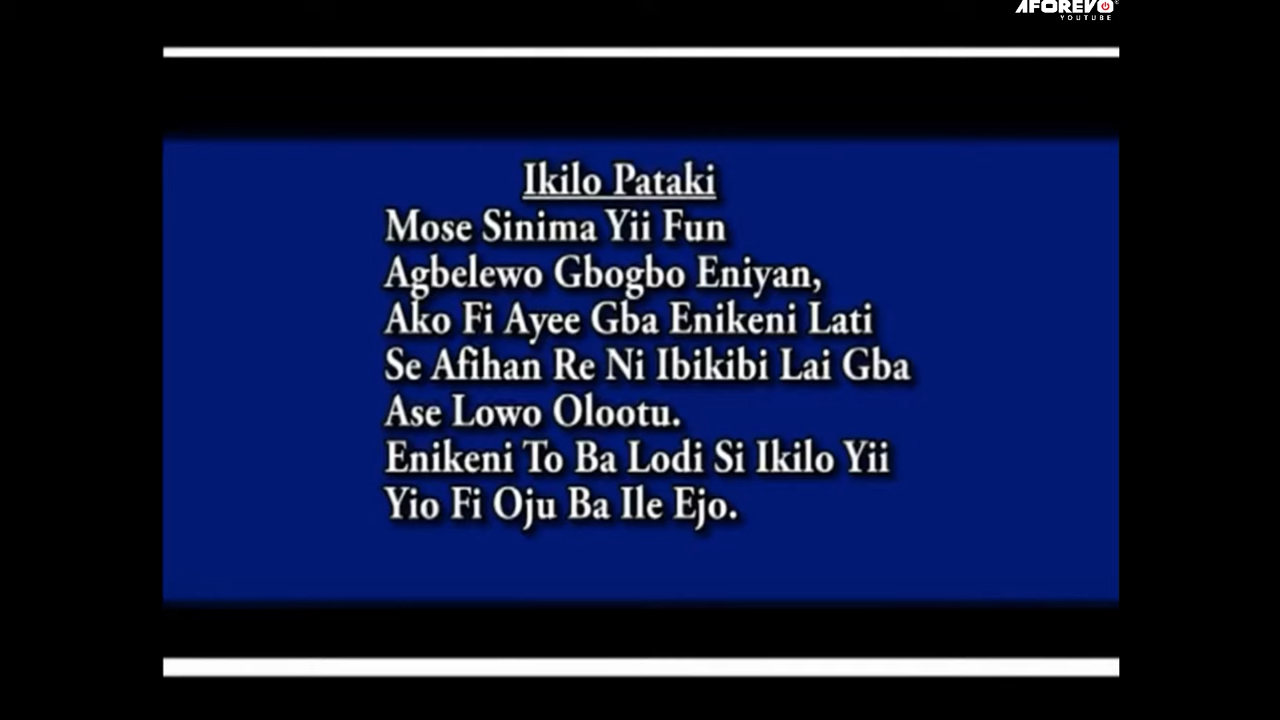 AFOREVO
YOUTUBE
Ikilo Pataki
Mose Sinima Yii Fun
Agbelewo Gbogbo Eniyan,
Ako Fi Ayee Gba Enikeni Lati
Se Afihan Re Ni Ibikibi Lai Gba
Ase Lowo Olootu.
Enikeni To Ba Lodi Si Ikilo Yii
Yio Fi Oju Ba Ile Ejo.